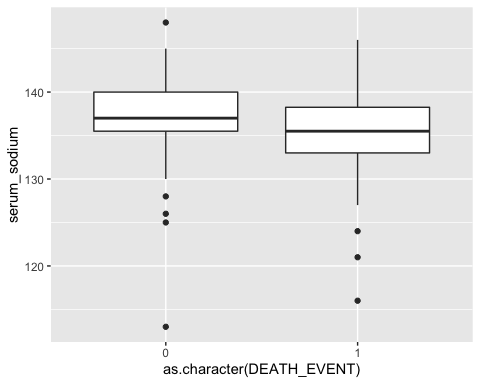 serum_sodium
140
130
120
0
1
as.character(DEATH_EVENT)